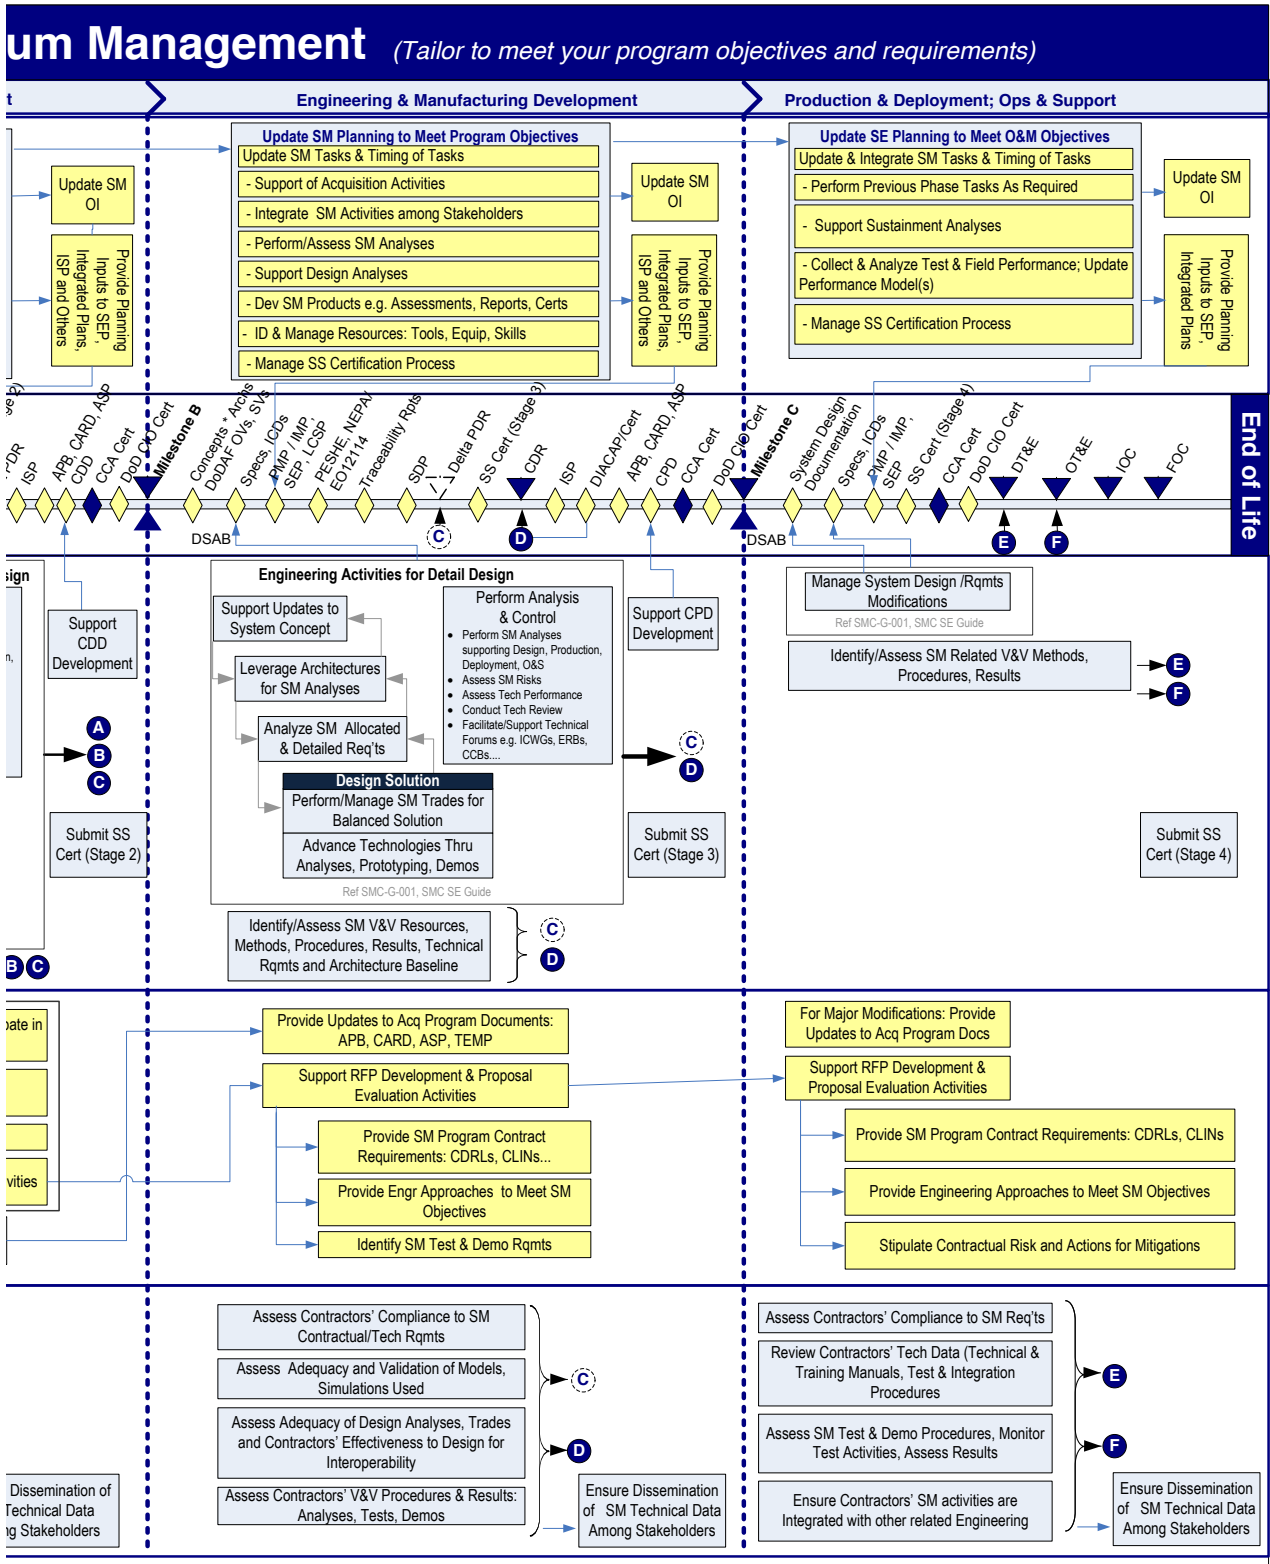 um Management (Tailor to meet your program objectives and requirements)
t
Engineering & Manufacturing Development
Production & Deployment; Ops & Support
Update SM
OI
Provide Planning
Inputs to SEP,
Integrated Plans,
ISP and Others
Update SM Planning to Meet Program Objectives
Update SM Tasks & Timing of Tasks
- Support of Acquisition Activities
- Integrate SM Activities among Stakeholders
- Perform/Assess SM Analyses
- Support Design Analyses
- Dev SM Products e.g. Assessments, Reports, Certs
- ID & Manage Resources: Tools, Equip, Skills
- Manage SS Certification Process
Update SM
OI
Provide Planning
Inputs to SEP,
Integrated Plans,
ISP and Others
Update SE Planning to Meet O&M Objectives
Update & Integrate SM Tasks & Timing of Tasks
- Perform Previous Phase Tasks As Required
- Support Sustainment Analyses
- Collect & Analyze Test & Field Performance; Update
Performance Model(s)
- Manage SS Certification Process
Update SM
OI
Provide Planning
Inputs to SEP,
Integrated Plans
ge 2)
PDR
ISP
APB, CARD, ASP
CDD
CCA Cert
DoD CIO Cert
Milestone B
Concepts * Archs
DoDAF OVs, SVs
Specs, ICDs
PMP / IMP,
SEP, LCSP
PESHE, NEPA/
EO12114
Traceability Rpts
SDP
Delta PDR
SS Cert (Stage 3)
CDR
ISP
DIACAP/Cert
APB, CARD, ASP
CPD
CCA Cert
DoD CIO Cert
Milestone C
System Design
Documentation
Specs, ICDs
PMP / IMP,
SEP
SS Cert (Stage 4)
CCA Cert
DoD CIO Cert
DT&E
OT&E
IOC
FOC
End of Life
DSAB
C
D
DSAB
E
F
sign
n,
Support
CDD
Development
A
B
C
Submit SS
Cert (Stage 2)
B C
Engineering Activities for Detail Design
Support Updates to
System Concept
Leverage Architectures
for SM Analyses
Analyze SM Allocated
& Detailed Req'ts
Design Solution
Perform/Manage SM Trades for
Balanced Solution
Advance Technologies Thru
Analyses, Prototyping, Demos
Perform Analysis
& Control
• Perform SM Analyses
supporting Design, Production,
Deployment, O&S
• Assess SM Risks
• Assess Tech Performance
• Conduct Tech Review
• Facilitate/Support Technical
Forums e.g. ICWGs, ERBs,
CCBs....
Ref SMC-G-001, SMC SE Guide
Support CPD
Development
C
D
Submit SS
Cert (Stage 3)
Identify/Assess SM V&V Resources,
Methods, Procedures, Results, Technical
Rqmts and Architecture Baseline
C
D
Manage System Design /Rqmts
Modifications
Ref SMC-G-001, SMC SE Guide
Identify/Assess SM Related V&V Methods,
Procedures, Results
E
F
Submit SS
Cert (Stage 4)
pate in
vities
Provide Updates to Acq Program Documents:
APB, CARD, ASP, TEMP
Support RFP Development & Proposal
Evaluation Activities
Provide SM Program Contract
Requirements: CDRLs, CLINs...
Provide Engr Approaches to Meet SM
Objectives
Identify SM Test & Demo Rqmts
For Major Modifications: Provide
Updates to Acq Program Docs
Support RFP Development &
Proposal Evaluation Activities
Provide SM Program Contract Requirements: CDRLs, CLINs
Provide Engineering Approaches to Meet SM Objectives
Stipulate Contractual Risk and Actions for Mitigations
Dissemination of
Technical Data
ng Stakeholders
Assess Contractors' Compliance to SM
Contractual/Tech Rqmts
Assess Adequacy and Validation of Models,
Simulations Used
Assess Adequacy of Design Analyses, Trades
and Contractors' Effectiveness to Design for
Interoperability
Assess Contractors' V&V Procedures & Results:
Analyses, Tests, Demos
C
D
Ensure Dissemination
of SM Technical Data
Among Stakeholders
Assess Contractors' Compliance to SM Req'ts
Review Contractors' Tech Data (Technical &
Training Manuals, Test & Integration
Procedures
Assess SM Test & Demo Procedures, Monitor
Test Activities, Assess Results
Ensure Contractors' SM activities are
Integrated with other related Engineering
E
F
Ensure Dissemination
of SM Technical Data
Among Stakeholders